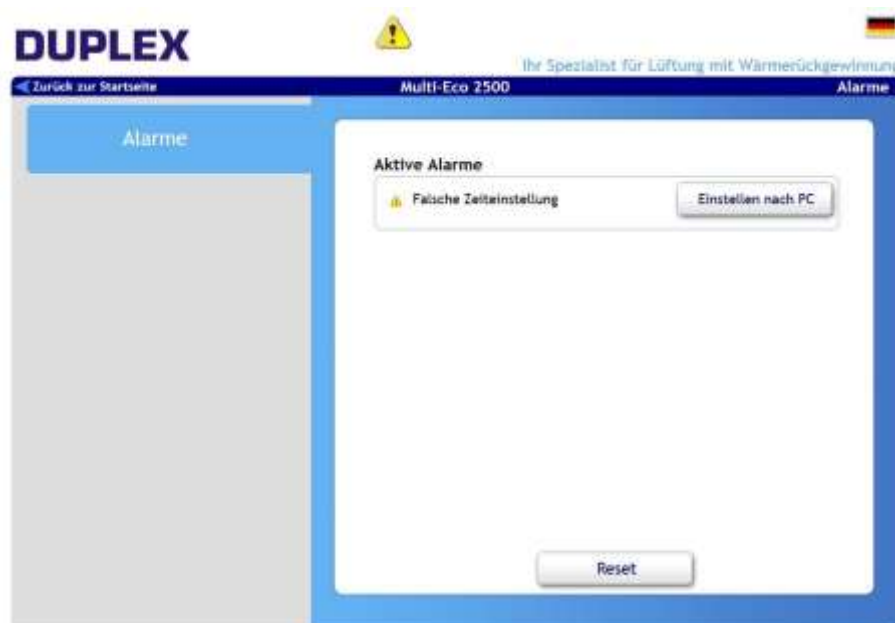 DUPLEX
Ihr Spezialist für Lüftung mit Wärmerückgewinnung
Zurück zur Startseite
Multi-Eco 2500
Alarme
Alarme
Aktive Alarme
Falsche Zeiteinstellung
Einstellen nach PC
Reset